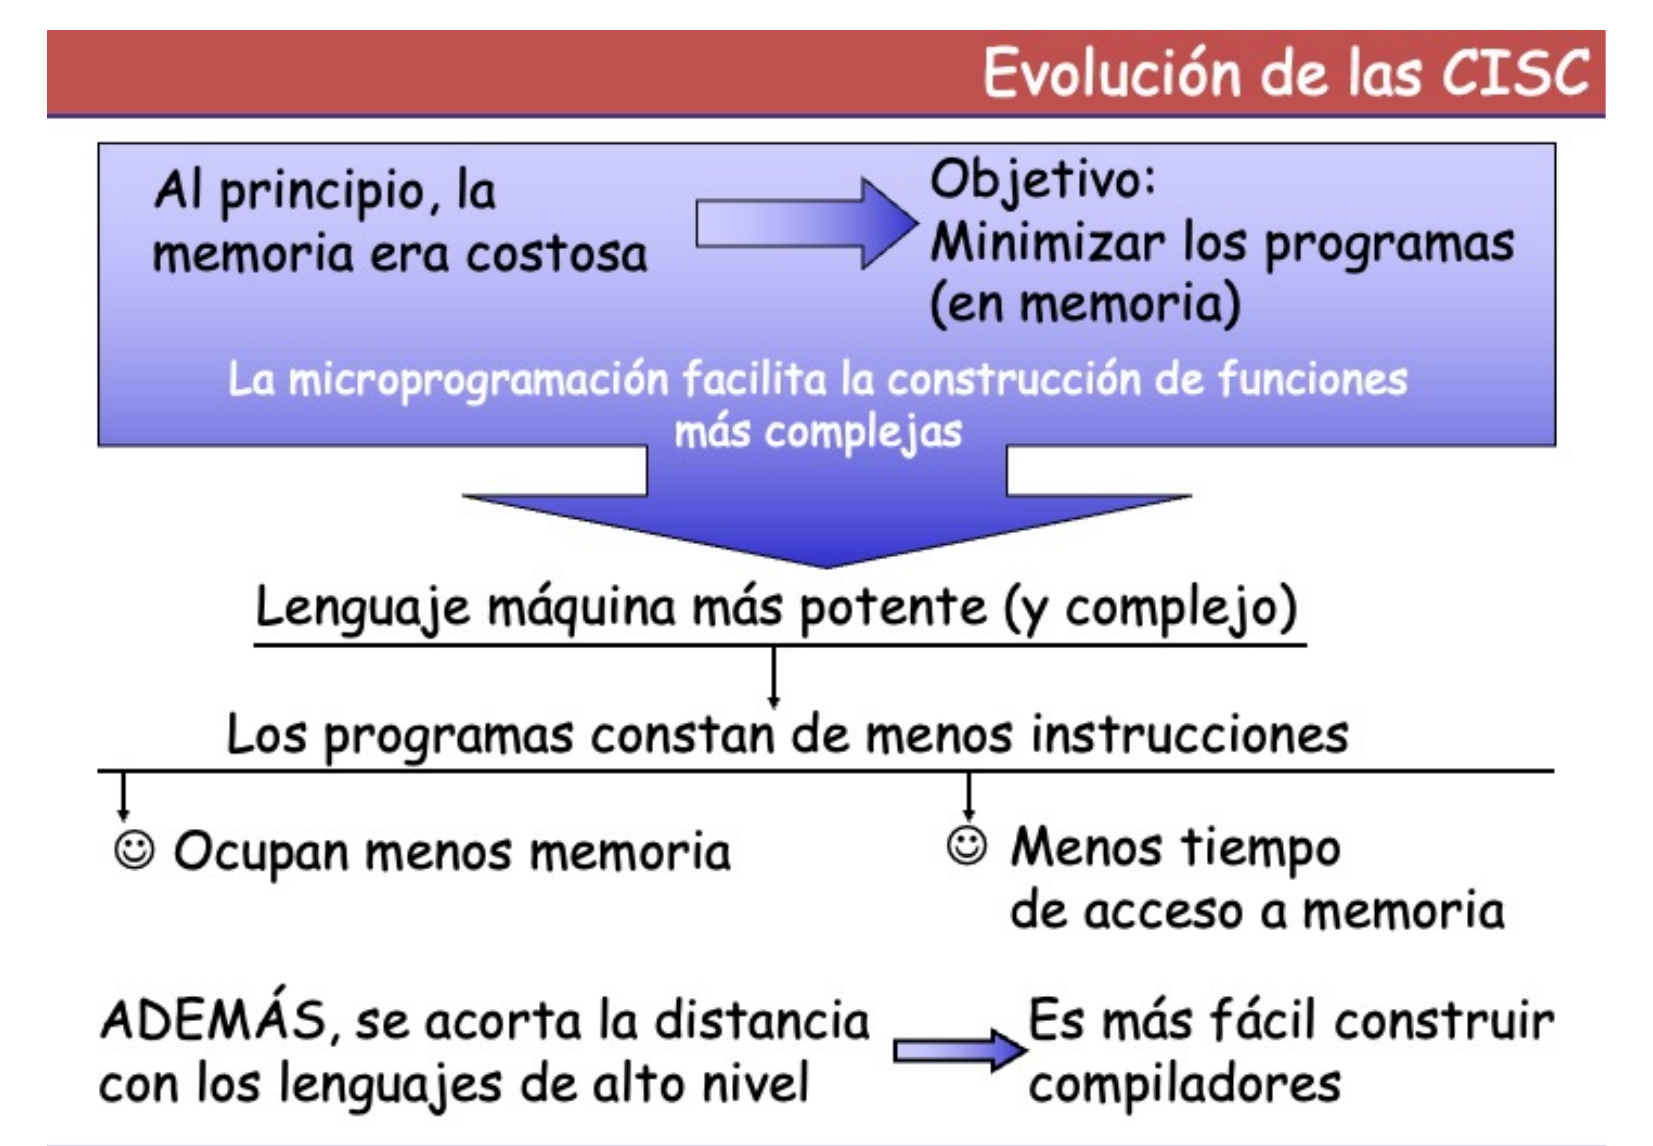 Evolución de las CISC
Al principio, la
memoria era costosa
Objetivo:
Minimizar los programas
(en memoria)
La microprogramación facilita la construcción de funciones
más complejas
Lenguaje máquina más potente (y complejo)
Los programas constan de menos instrucciones
☺ Ocupan menos memoria
☺ Menos tiempo
de acceso a memoria
ADEMÁS, se acorta la distancia
con los lenguajes de alto nivel
Es más fácil construir
compiladores